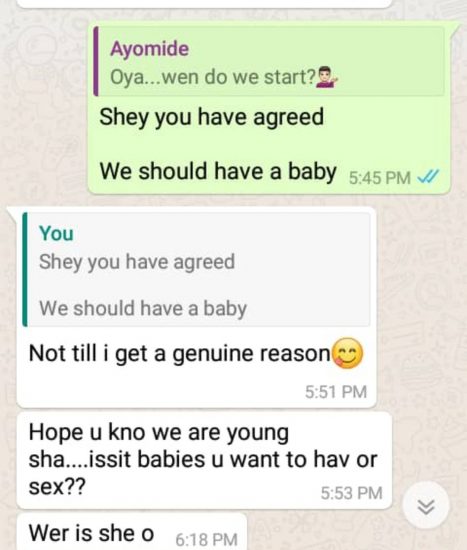 Ayomide
Oya...wen do we start?💁🏻‍♂️
Shey you have agreed
We should have a baby 5:45 PM
You
Shey you have agreed
We should have a baby
Not till i get a genuine reason😋
5:51 PM
Hope u kno we are young
sha....issit babies u want to hav or
sex??
5:53 PM
Wer is she o 6:18 PM